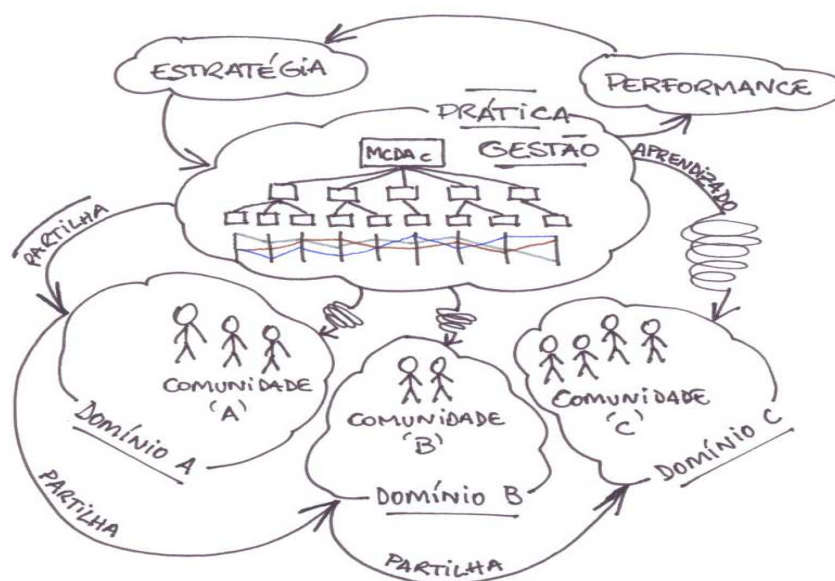 ESTRATÉGIA
PERFORMANCE
PRÁTICA
GESTÃO
MCDA C
APRENDIZADO
PARTILHA
COMUNIDADE
'A'
DOMÍNIO A
COMUNIDADE
'B'
DOMÍNIO B
COMUNIDADE
'C'
DOMÍNIO C
PARTILHA
PARTILHA